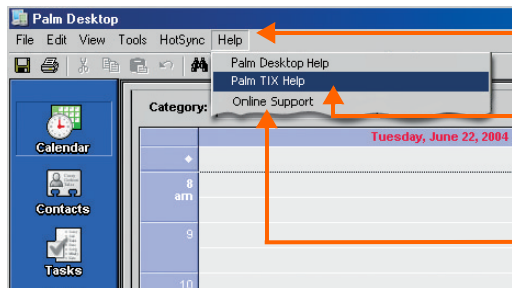 Palm Desktop
File Edit View Tools HotSync Help
Palm Desktop Help
Palm TIX Help
Online Support
Category:
Tuesday, June 22, 2004
Calendar
8
am
Contacts
9
Tasks
10